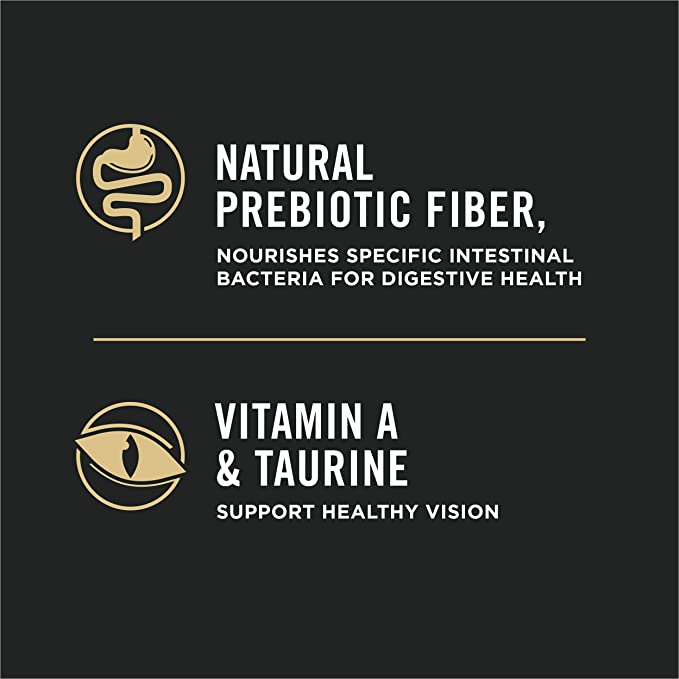 NATURAL
PREBIOTIC FIBER,
NOURISHES SPECIFIC INTESTINAL
BACTERIA FOR DIGESTIVE HEALTH
VITAMIN A
& TAURINE
SUPPORT HEALTHY VISION